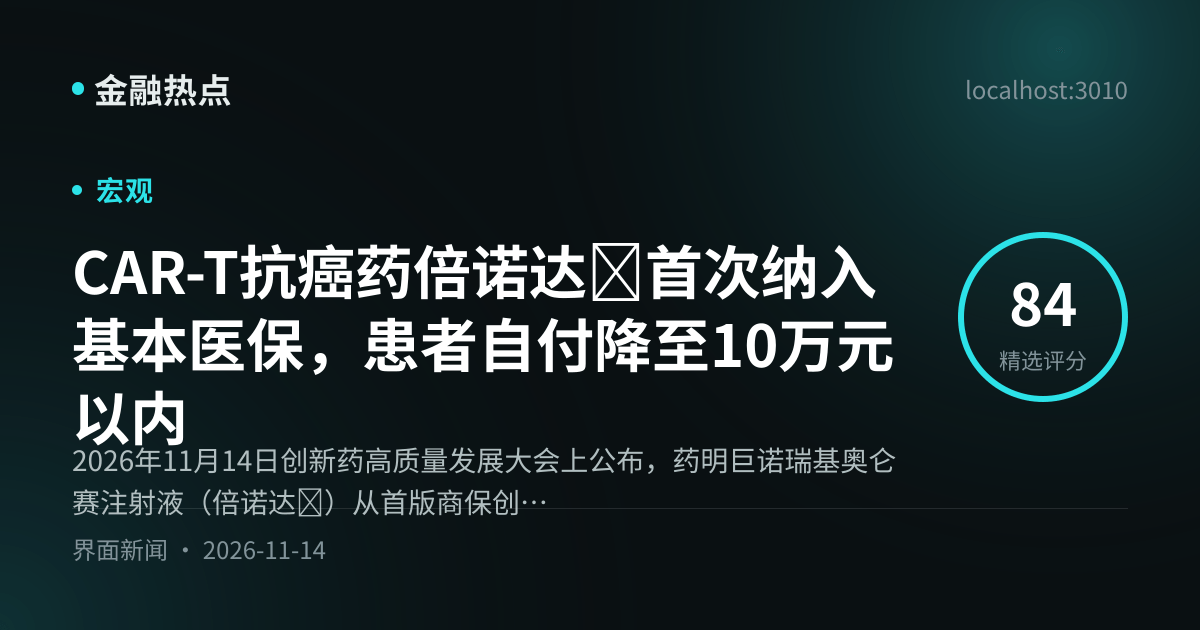 金融热点
localhost:3010
宏观
CAR-T抗癌药倍诺达☒首次纳入
基本医保，患者自付降至10万元
以内
84
精选评分
2026年11月14日创新药高质量发展大会上公布，药明巨诺瑞基奥仑
赛注射液（倍诺达☒）从首版商保创…
界面新闻 • 2026-11-14